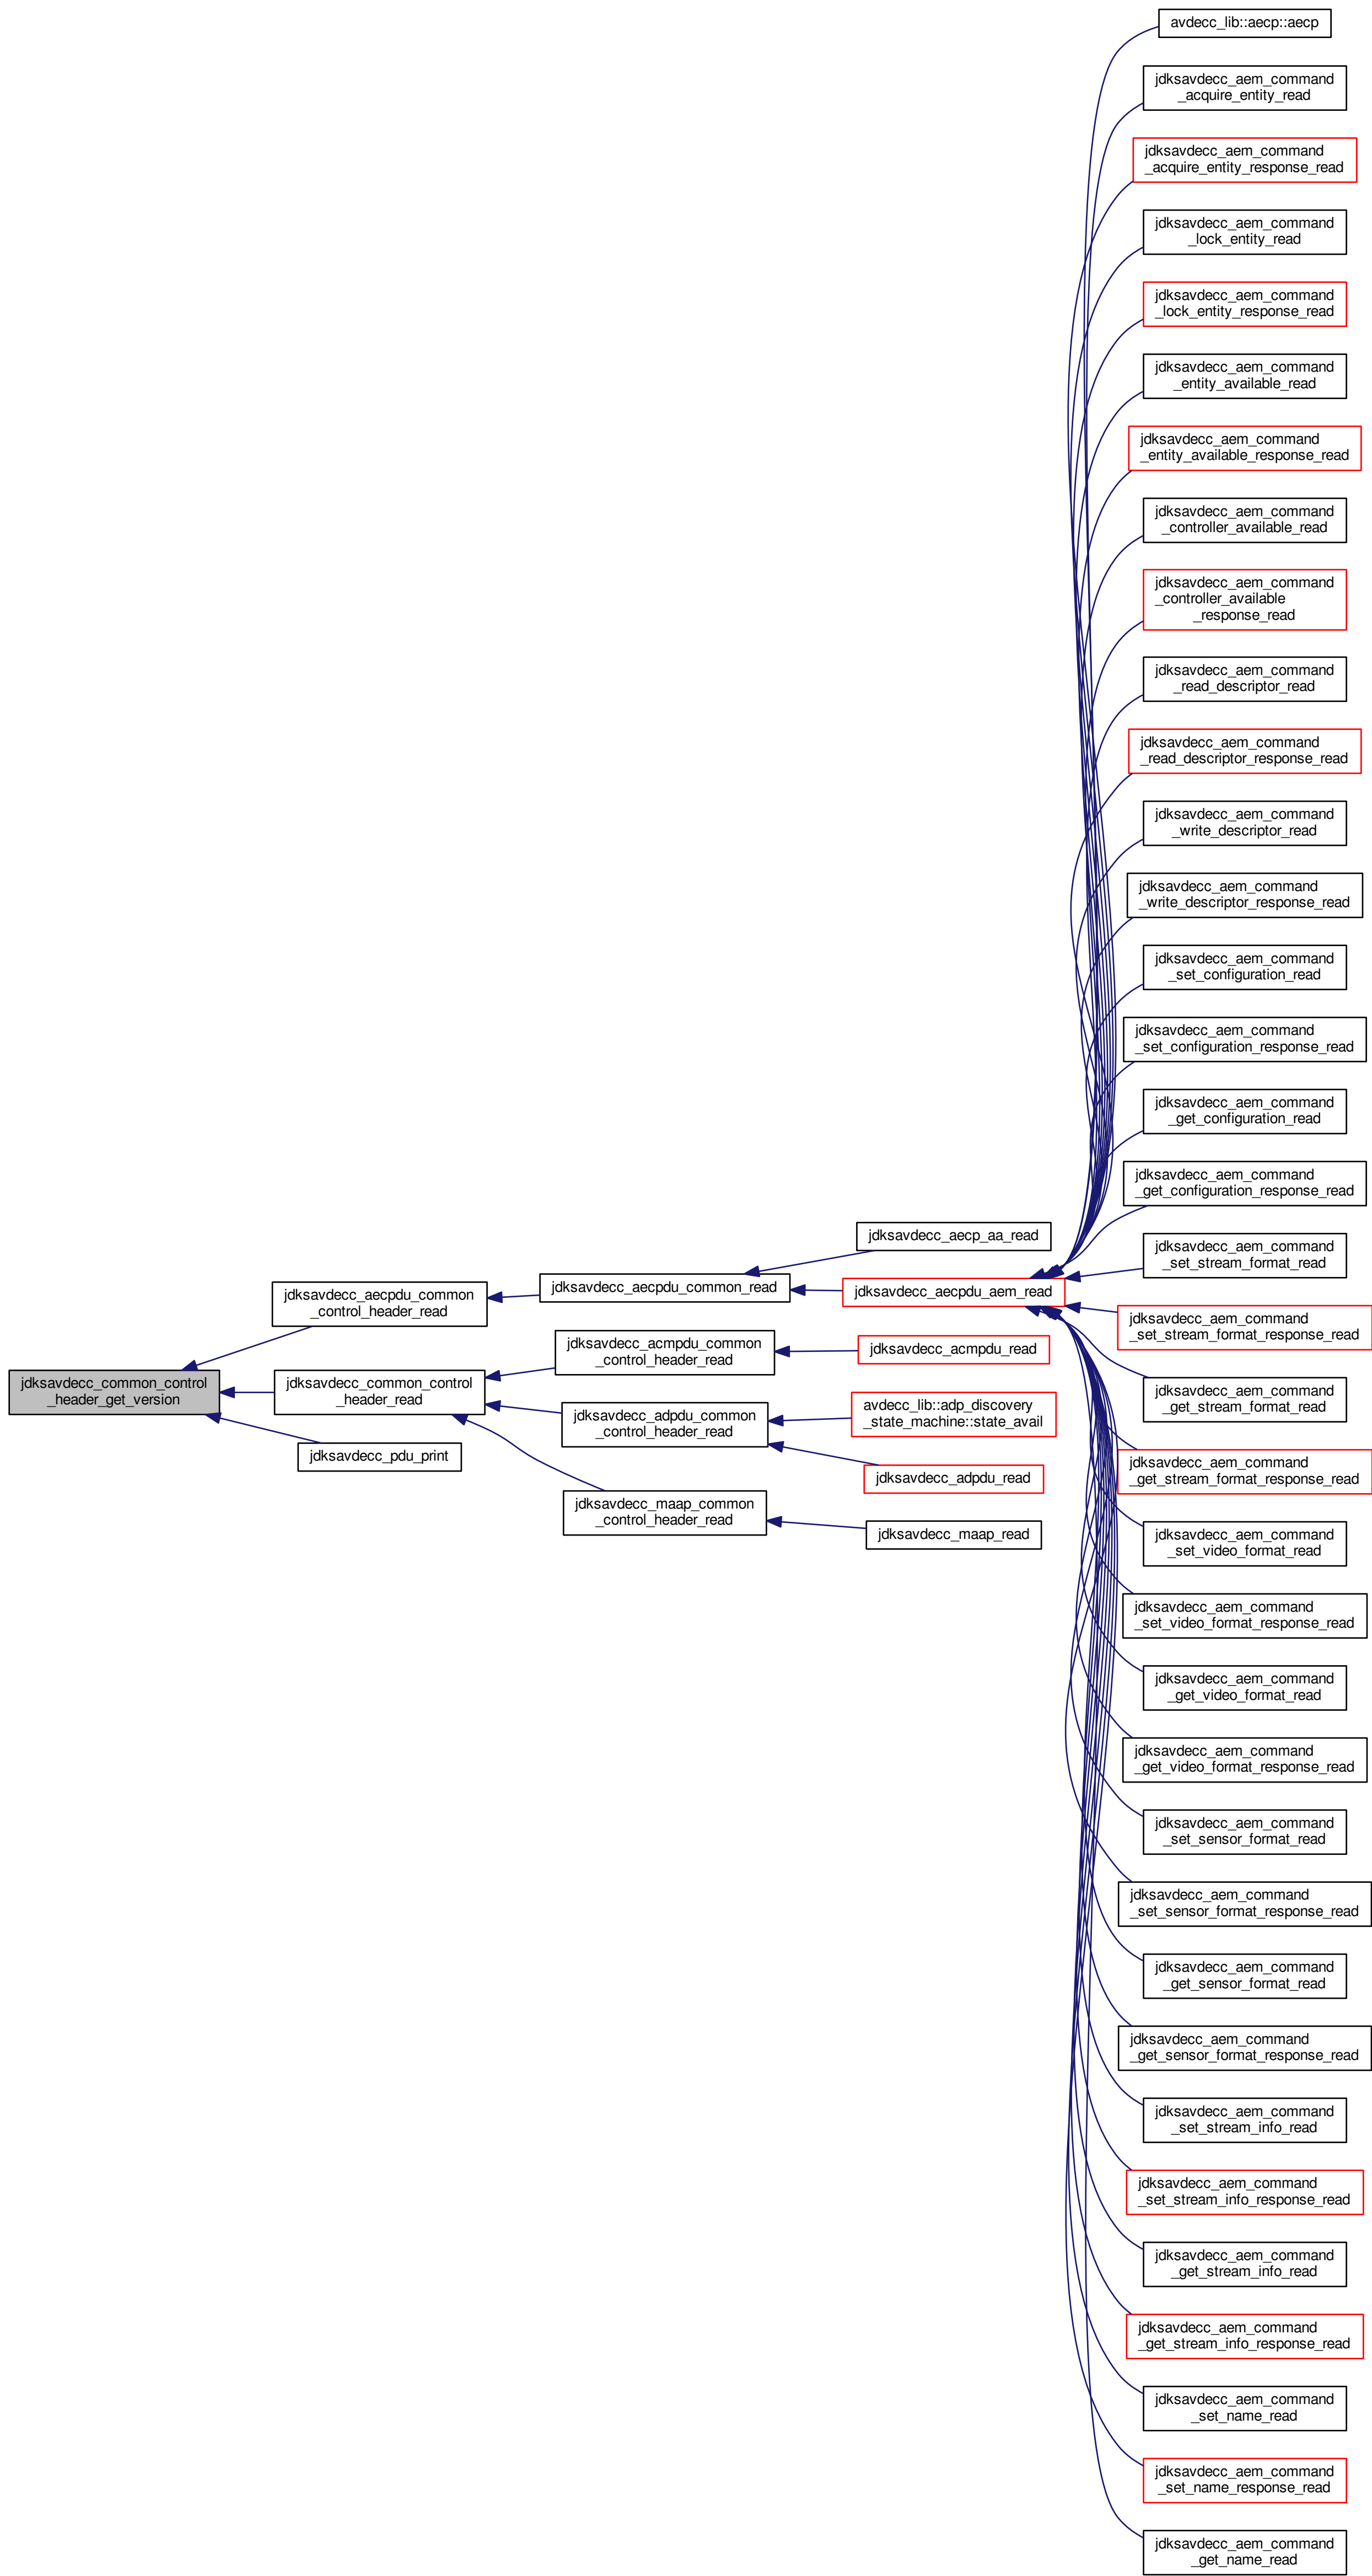 avdecc_lib::aecp::aecp
jdksavdecc_aem_command
_acquire_entity_read
jdksavdecc_aem_command
_acquire_entity_response_read
jdksavdecc_aem_command
_lock_entity_read
jdksavdecc_aem_command
_lock_entity_response_read
jdksavdecc_aem_command
_entity_available_read
jdksavdecc_aem_command
_entity_available_response_read
jdksavdecc_aem_command
_controller_available_read
jdksavdecc_aem_command
_controller_available
_response_read
jdksavdecc_aem_command
_read_descriptor_read
jdksavdecc_aem_command
_read_descriptor_response_read
jdksavdecc_aem_command
_write_descriptor_read
jdksavdecc_aem_command
_write_descriptor_response_read
jdksavdecc_aem_command
_set_configuration_read
jdksavdecc_aem_command
_set_configuration_response_read
jdksavdecc_aem_command
_get_configuration_read
jdksavdecc_aem_command
_get_configuration_response_read
jdksavdecc_aecp_aa_read
jdksavdecc_aem_command
_set_stream_format_read
jdksavdecc_aecpdu_common
_control_header_read
jdksavdecc_aecpdu_common_read
jdksavdecc_aecpdu_aem_read
jdksavdecc_aem_command
_set_stream_format_response_read
jdksavdecc_acmpdu_common
_control_header_read
jdksavdecc_acmpdu_read
jdksavdecc_common_control
_header_get_version
jdksavdecc_common_control
_header_read
jdksavdecc_aem_command
_get_stream_format_read
jdksavdecc_adpdu_common
_control_header_read
avdecc_lib::adp_discovery
_state_machine::state_avail
jdksavdecc_pdu_print
jdksavdecc_adpdu_read
jdksavdecc_aem_command
_get_stream_format_response_read
jdksavdecc_maap_common
_control_header_read
jdksavdecc_maap_read
jdksavdecc_aem_command
_set_video_format_read
jdksavdecc_aem_command
_set_video_format_response_read
jdksavdecc_aem_command
_get_video_format_read
jdksavdecc_aem_command
_get_video_format_response_read
jdksavdecc_aem_command
_set_sensor_format_read
jdksavdecc_aem_command
_set_sensor_format_response_read
jdksavdecc_aem_command
_get_sensor_format_read
jdksavdecc_aem_command
_get_sensor_format_response_read
jdksavdecc_aem_command
_set_stream_info_read
jdksavdecc_aem_command
_set_stream_info_response_read
jdksavdecc_aem_command
_get_stream_info_read
jdksavdecc_aem_command
_get_stream_info_response_read
jdksavdecc_aem_command
_set_name_read
jdksavdecc_aem_command
_set_name_response_read
jdksavdecc_aem_command
_get_name_read